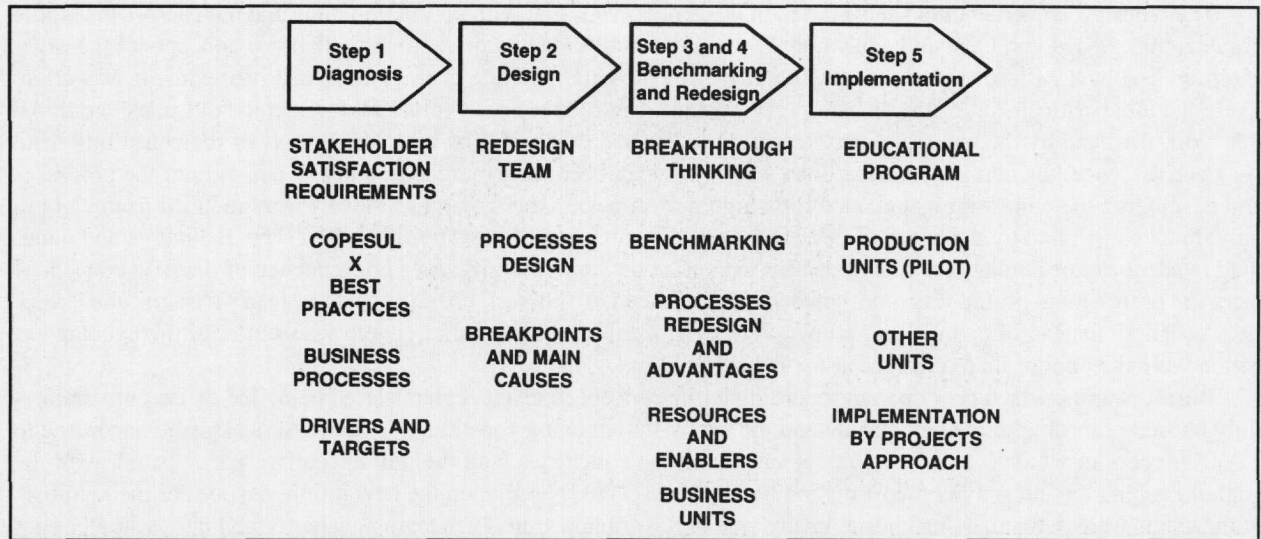 Step 1
Diagnosis
Step 2
Design
Step 3 and 4
Benchmarking
and Redesign
Step 5
Implementation
STAKEHOLDER
SATISFACTION
REQUIREMENTS
COPESUL
X
BEST
PRACTICES
BUSINESS
PROCESSES
DRIVERS AND
TARGETS
REDESIGN
TEAM
PROCESSES
DESIGN
BREAKPOINTS
AND MAIN
CAUSES
BREAKTHROUGH
THINKING
BENCHMARKING
PROCESSES
REDESIGN
AND
ADVANTAGES
RESOURCES
AND
ENABLERS
BUSINESS
UNITS
EDUCATIONAL
PROGRAM
PRODUCTION
UNITS (PILOT)
OTHER
UNITS
IMPLEMENTATION
BY PROJECTS
APPROACH